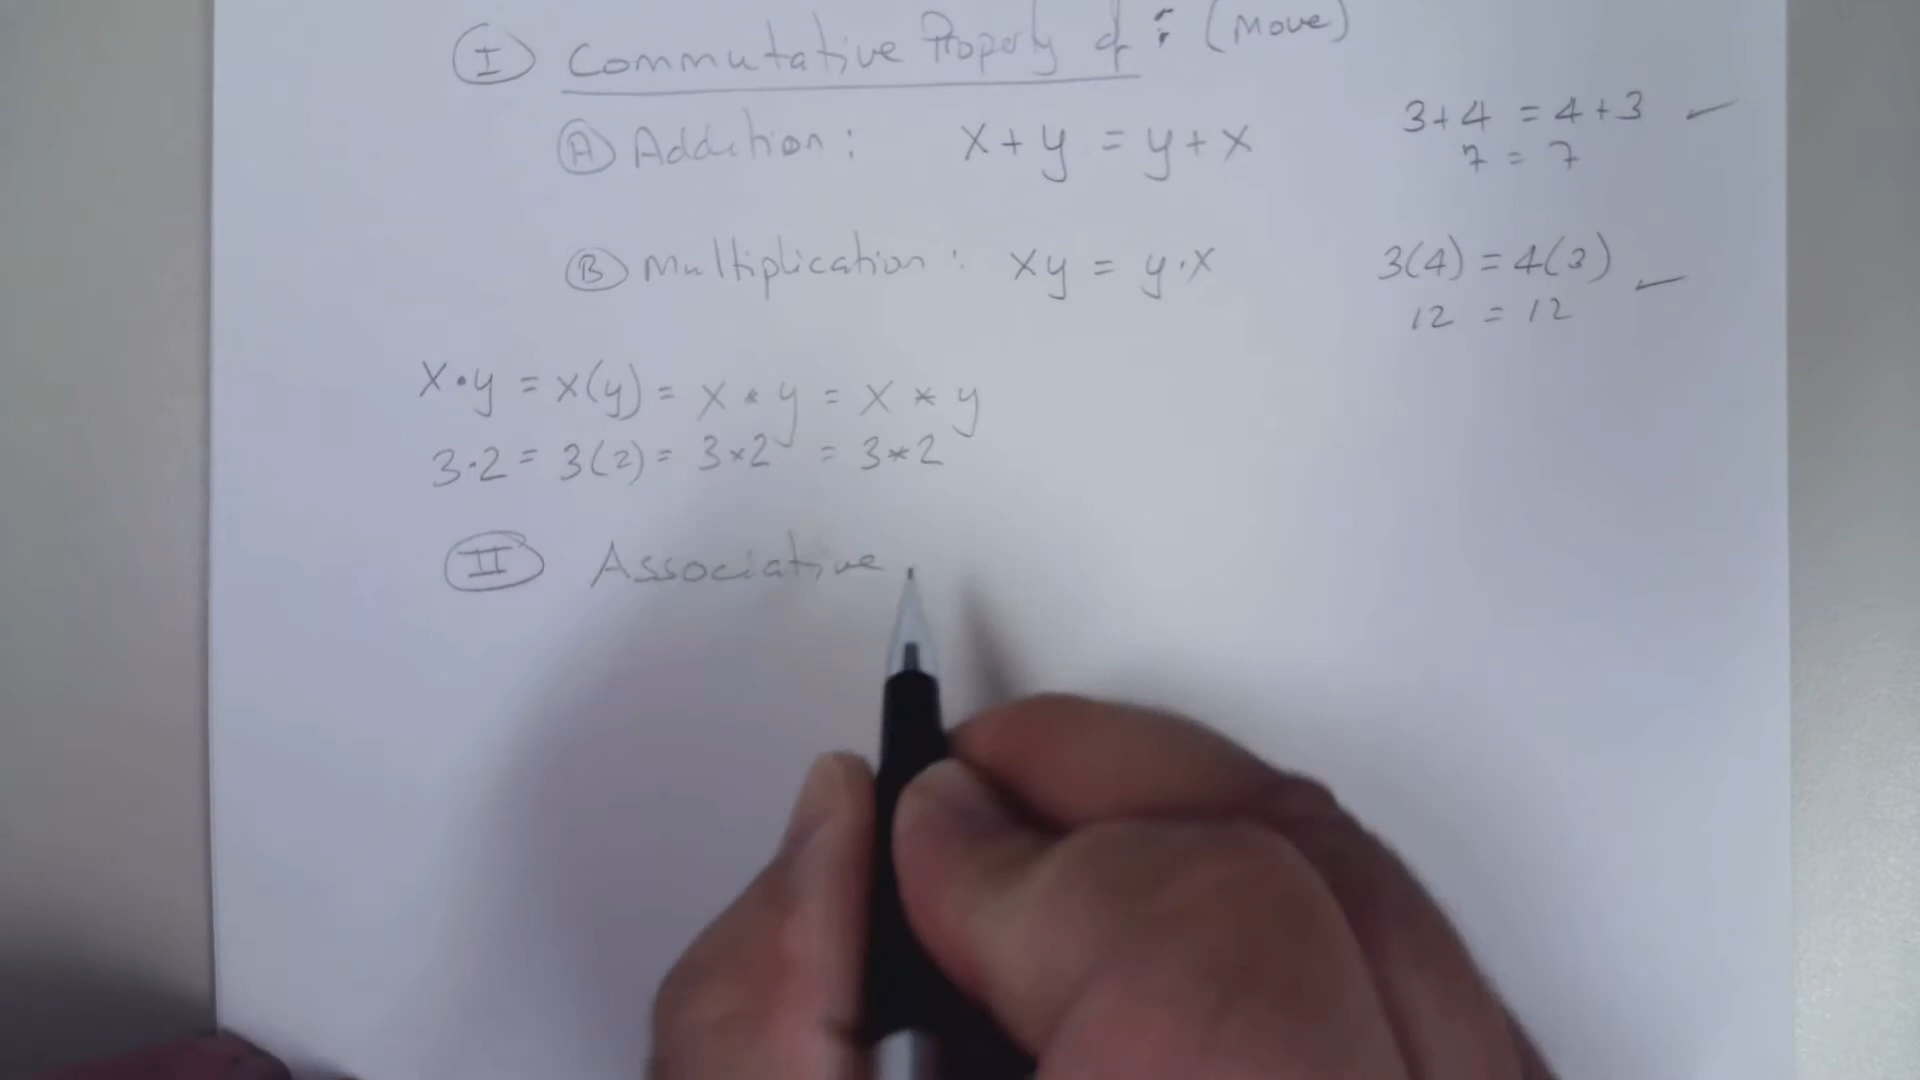 I Commutative Property of : (Move)
A Addition : x + y = y + x
3+4 = 4+3
7 = 7
B Multiplication : xy = y·x
3(4) = 4(3)
12 = 12
x·y = x(y) = x * y = x * y
3·2 = 3(2) = 3×2 = 3*2
II Associative